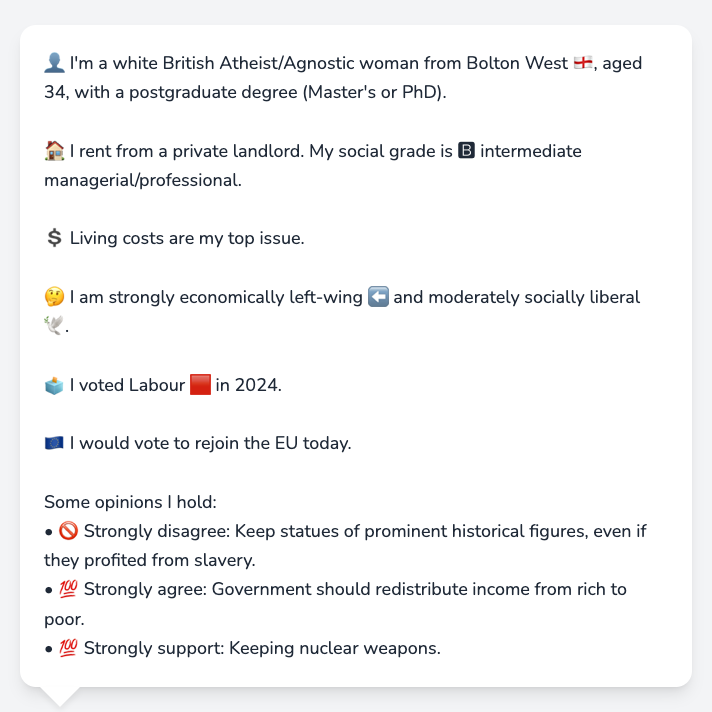 👤 I'm a white British Atheist/Agnostic woman from Bolton West 🏴󠁧󠁢󠁥󠁮󠁧󠁿, aged
34, with a postgraduate degree (Master's or PhD).
🏠 I rent from a private landlord. My social grade is 🅱 intermediate
managerial/professional.
💲 Living costs are my top issue.
🤔 I am strongly economically left-wing ⬅️ and moderately socially liberal
🕊️.
🗳️ I voted Labour 🟥 in 2024.
🇪🇺 I would vote to rejoin the EU today.
Some opinions I hold:
• 🚫 Strongly disagree: Keep statues of prominent historical figures, even if
they profited from slavery.
• 💯 Strongly agree: Government should redistribute income from rich to
poor.
• 💯 Strongly support: Keeping nuclear weapons.